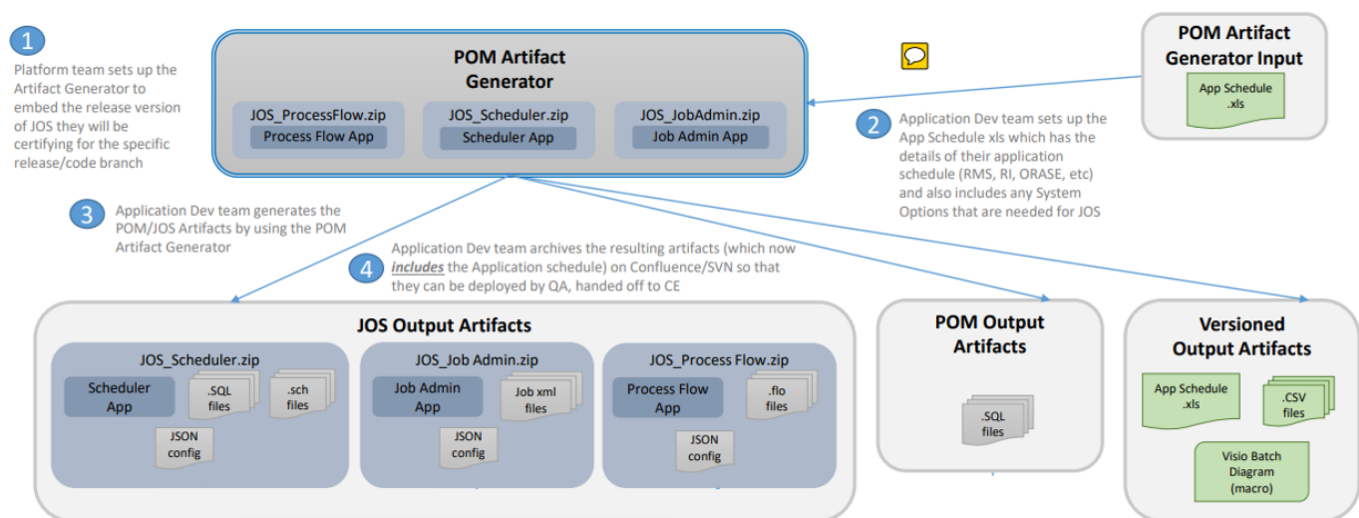 1
Platform team sets up the
Artifact Generator to
embed the release version
of JOS they will be
certifying for the specific
release/code branch
POM Artifact
Generator
JOS_ProcessFlow.zip
Process Flow App
JOS_Scheduler.zip
Scheduler App
JOS_JobAdmin.zip
Job Admin App
POM Artifact
Generator Input
App Schedule
.xls
2
Application Dev team sets up the
App Schedule xls which has the
details of their application
schedule (RMS, RI, ORASE, etc)
and also includes any System
Options that are needed for JOS
3
Application Dev team generates the
POM/JOS Artifacts by using the POM
Artifact Generator
4
Application Dev team archives the resulting artifacts (which now
includes the Application schedule) on Confluence/SVN so that
they can be deployed by QA, handed off to CE
JOS Output Artifacts
JOS_Scheduler.zip
Scheduler
App
.SQL
files
.sch
files
JSON
config
JOS_Job Admin.zip
Job Admin
App
Job xml
files
JSON
config
JOS_Process Flow.zip
Process Flow
App
.flo
files
JSON
config
POM Output
Artifacts
.SQL
files
Versioned
Output Artifacts
App Schedule
.xls
.CSV
files
Visio Batch
Diagram
(macro)